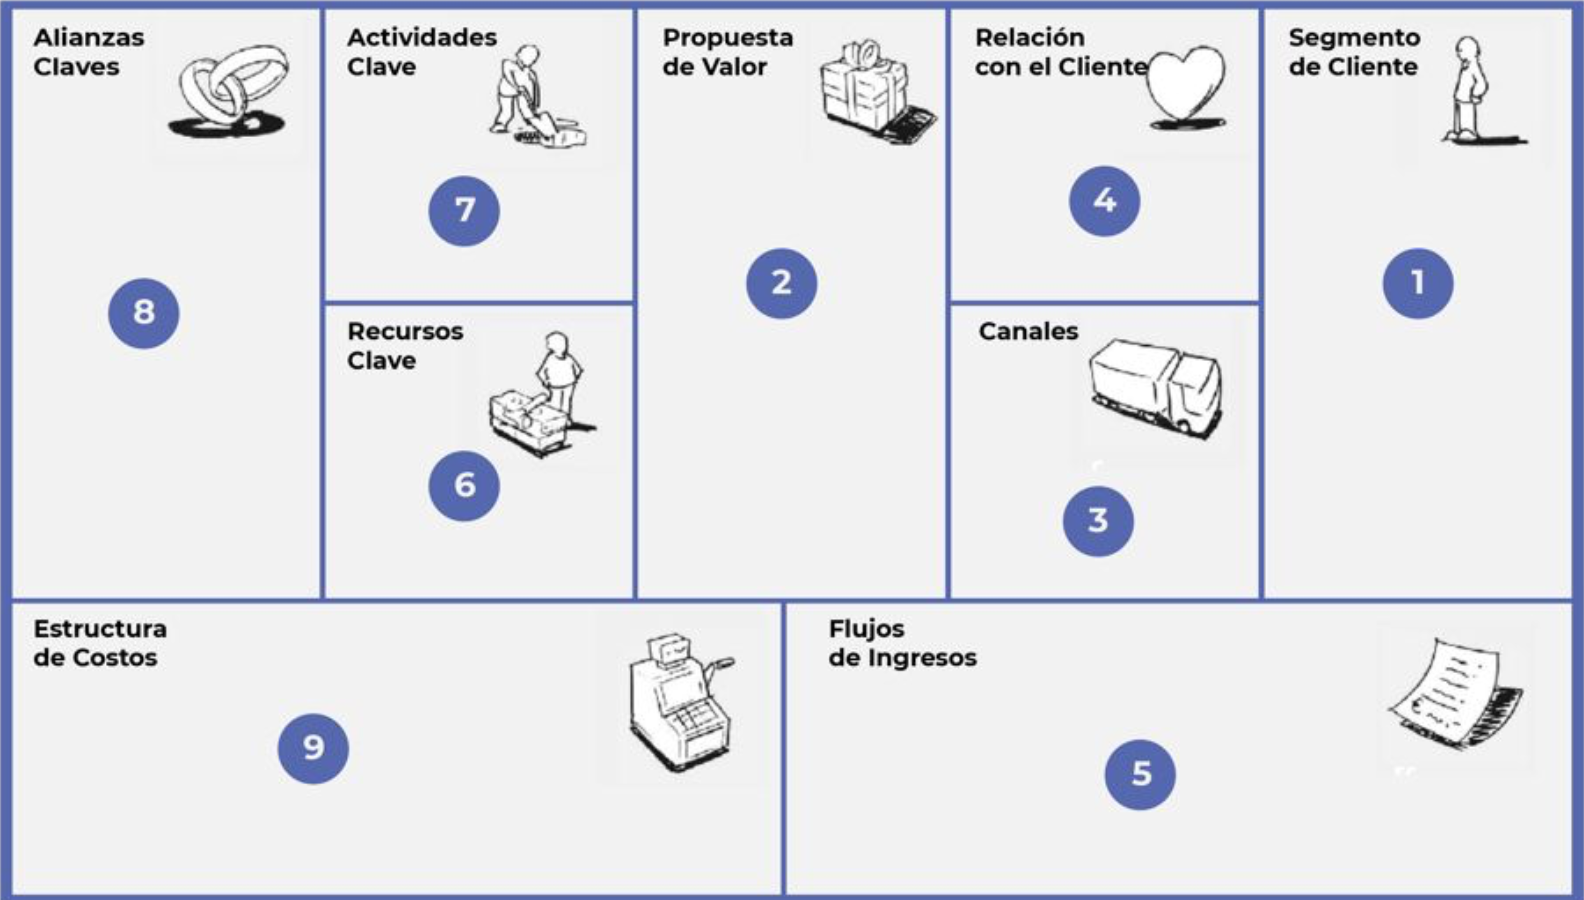 Alianzas
Claves
8
Actividades
Clave
7
Recursos
Clave
6
Propuesta
de Valor
2
Relación
con el Cliente
4
Canales
3
Segmento
de Cliente
1
Estructura
de Costos
9
Flujos
de Ingresos
5